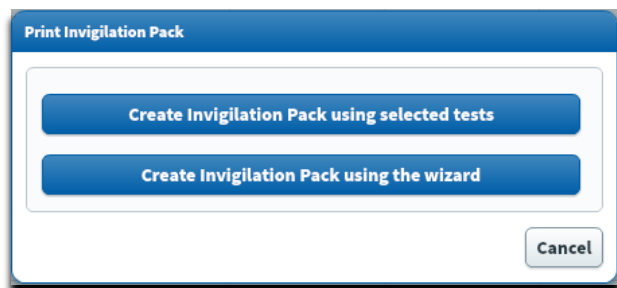 Print Invigilation Pack
Create Invigilation Pack using selected tests
Create Invigilation Pack using the wizard
Cancel